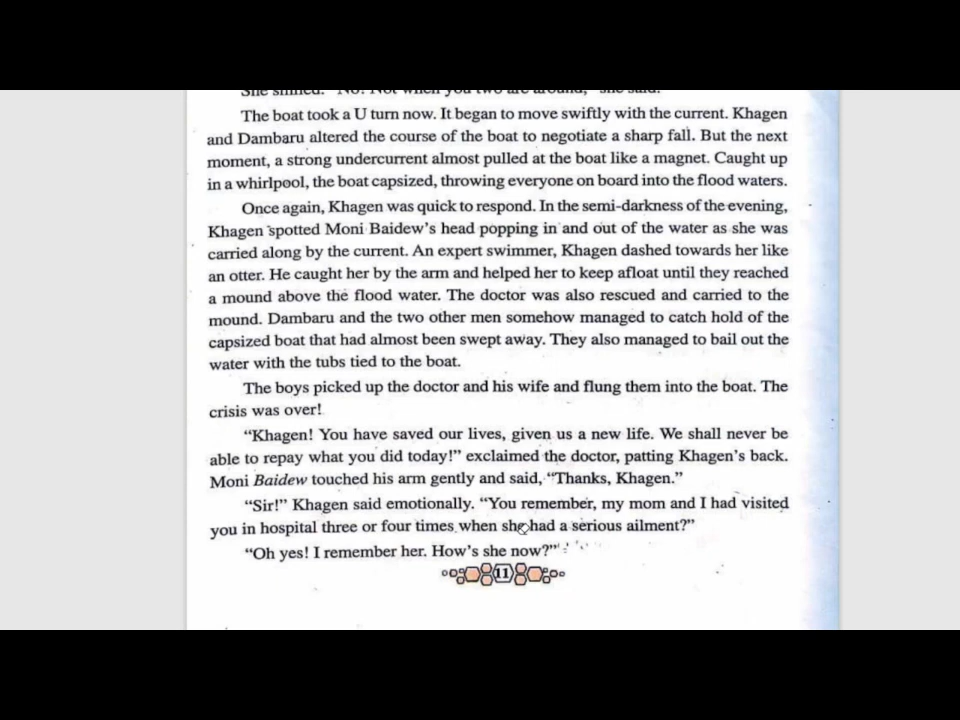 She smiled. "No! Not when you two are around," she said.
The boat took a U turn now. It began to move swiftly with the current. Khagen
and Dambaru altered the course of the boat to negotiate a sharp fall. But the next
moment, a strong undercurrent almost pulled at the boat like a magnet. Caught up
in a whirlpool, the boat capsized, throwing everyone on board into the flood waters.
Once again, Khagen was quick to respond. In the semi-darkness of the evening,
Khagen spotted Moni Baidew's head popping in and out of the water as she was
carried along by the current. An expert swimmer, Khagen dashed towards her like
an otter. He caught her by the arm and helped her to keep afloat until they reached
a mound above the flood water. The doctor was also rescued and carried to the
mound. Dambaru and the two other men somehow managed to catch hold of the
capsized boat that had almost been swept away. They also managed to bail out the
water with the tubs tied to the boat.
The boys picked up the doctor and his wife and flung them into the boat. The
crisis was over!
"Khagen! You have saved our lives, given us a new life. We shall never be
able to repay what you did today!" exclaimed the doctor, patting Khagen's back.
Moni Baidew touched his arm gently and said, "Thanks, Khagen."
"Sir!" Khagen said emotionally. "You remember, my mom and I had visited
you in hospital three or four times when she had a serious ailment?"
"Oh yes! I remember her. How's she now?"
11